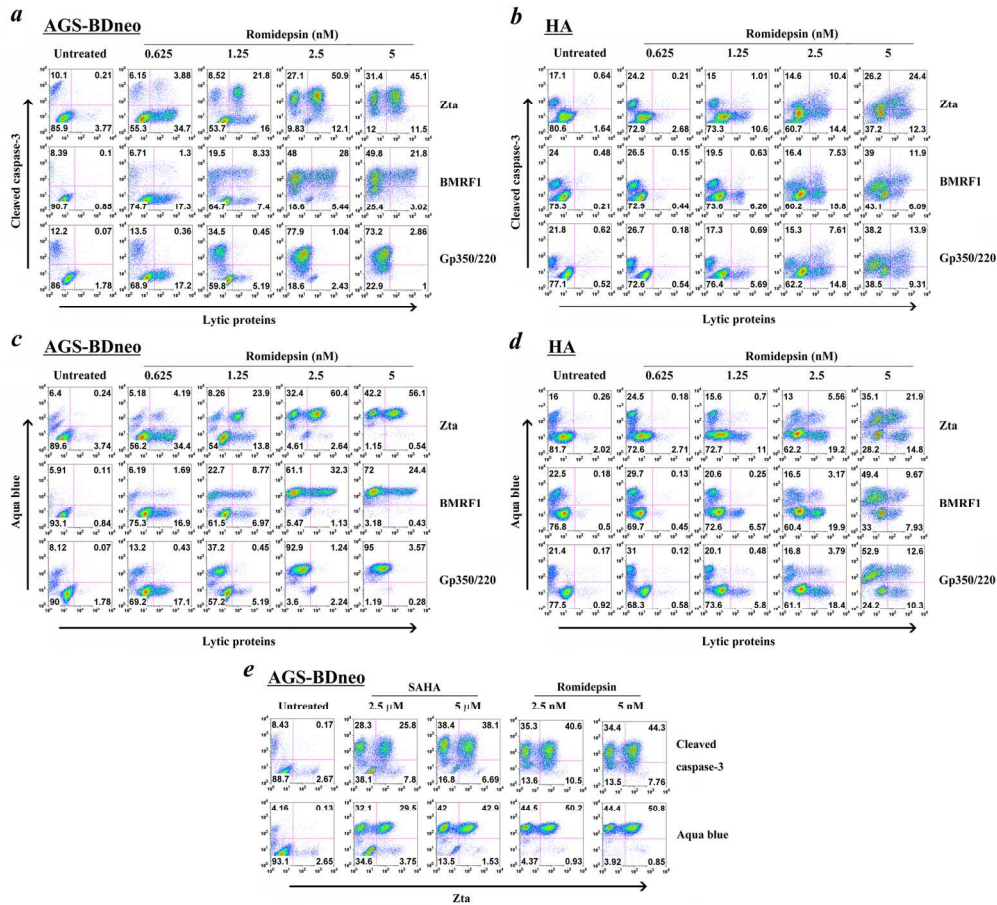 a AGS-BDneo
Romidepsin (nM)
Untreated 0.625 1.25 2.5 5
10.1 0.21 6.15 3.88 8.52 21.8 27.1 50.9 31.4 45.1
Zta
85.9 3.77 55.3 34.7 53.7 16 9.83 12.1 12 11.5
8.39 0.1 6.71 1.3 19.5 8.33 48 28 49.8 21.8
BMRF1
90.7 0.85 74.7 17.3 64.7 7.4 18.6 5.44 25.4 3.02
12.2 0.07 13.5 0.36 34.5 0.45 77.9 1.04 73.2 2.86
Gp350/220
86 1.78 68.9 17.2 59.8 5.19 18.6 2.43 22.9 1
Cleaved caspase-3
Lytic proteins
b HA
Romidepsin (nM)
Untreated 0.625 1.25 2.5 5
17.1 0.64 24.2 0.21 15 1.01 14.6 10.4 26.2 24.4
Zta
80.6 1.64 72.9 2.68 73.3 10.6 60.7 14.4 37.2 12.3
24 0.48 26.5 0.15 19.5 0.63 16.4 7.53 39 11.9
BMRF1
75.3 0.21 72.9 0.44 73.6 6.26 60.2 15.8 43.1 6.09
21.8 0.62 26.7 0.18 17.3 0.69 15.3 7.61 38.2 13.9
Gp350/220
77.1 0.52 72.6 0.54 76.4 5.69 62.2 14.8 38.5 9.31
Cleaved caspase-3
Lytic proteins
c AGS-BDneo
Romidepsin (nM)
Untreated 0.625 1.25 2.5 5
6.4 0.24 5.18 4.19 8.26 23.9 32.4 60.4 42.2 56.1
Zta
89.6 3.74 56.2 34.4 54 13.8 4.61 2.64 1.15 0.54
5.91 0.11 6.19 1.69 22.7 8.77 61.1 32.3 72 24.4
BMRF1
93.1 0.84 75.3 16.9 61.5 6.97 5.47 1.13 3.18 0.43
8.12 0.07 13.2 0.43 37.2 0.45 92.9 1.24 95 3.57
Gp350/220
90 1.78 69.2 17.1 57.2 5.19 3.6 2.24 1.19 0.28
Aqua blue
Lytic proteins
d HA
Romidepsin (nM)
Untreated 0.625 1.25 2.5 5
16 0.26 24.5 0.18 15.6 0.7 13 5.56 35.1 21.9
Zta
81.7 2.02 72.6 2.71 72.7 11 62.2 19.2 28.2 14.8
22.5 0.18 29.7 0.13 20.6 0.25 16.5 3.17 49.4 9.67
BMRF1
76.8 0.5 69.7 0.45 72.6 6.57 60.4 19.9 33 7.93
21.4 0.17 31 0.12 20.1 0.48 16.8 3.79 52.9 12.6
Gp350/220
77.5 0.92 68.3 0.58 73.6 5.8 61.1 18.4 24.2 10.3
Aqua blue
Lytic proteins
e AGS-BDneo
SAHA Romidepsin
Untreated 2.5 μM 5 μM 2.5 nM 5 nM
8.43 0.17 28.3 25.8 38.4 38.1 35.3 40.6 34.4 44.3
Cleaved
caspase-3
88.7 2.67 38.1 7.8 16.8 6.69 13.6 10.5 13.5 7.76
4.16 0.13 32.1 29.5 42 42.9 44.5 50.2 44.4 50.8
Aqua blue
93.1 2.65 34.6 3.75 13.5 1.53 4.37 0.93 3.92 0.85
Zta